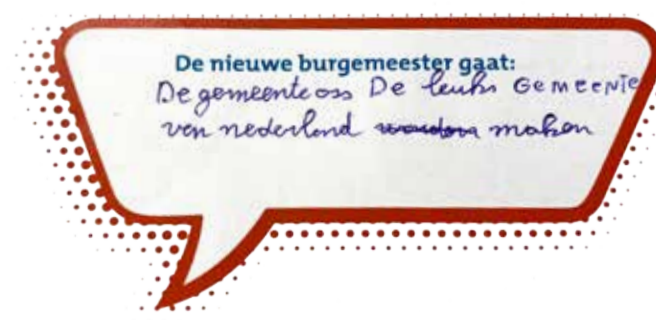 De nieuwe burgemeester gaat:
De gemeente oss De leuks GEMEENTE
van nederland maken